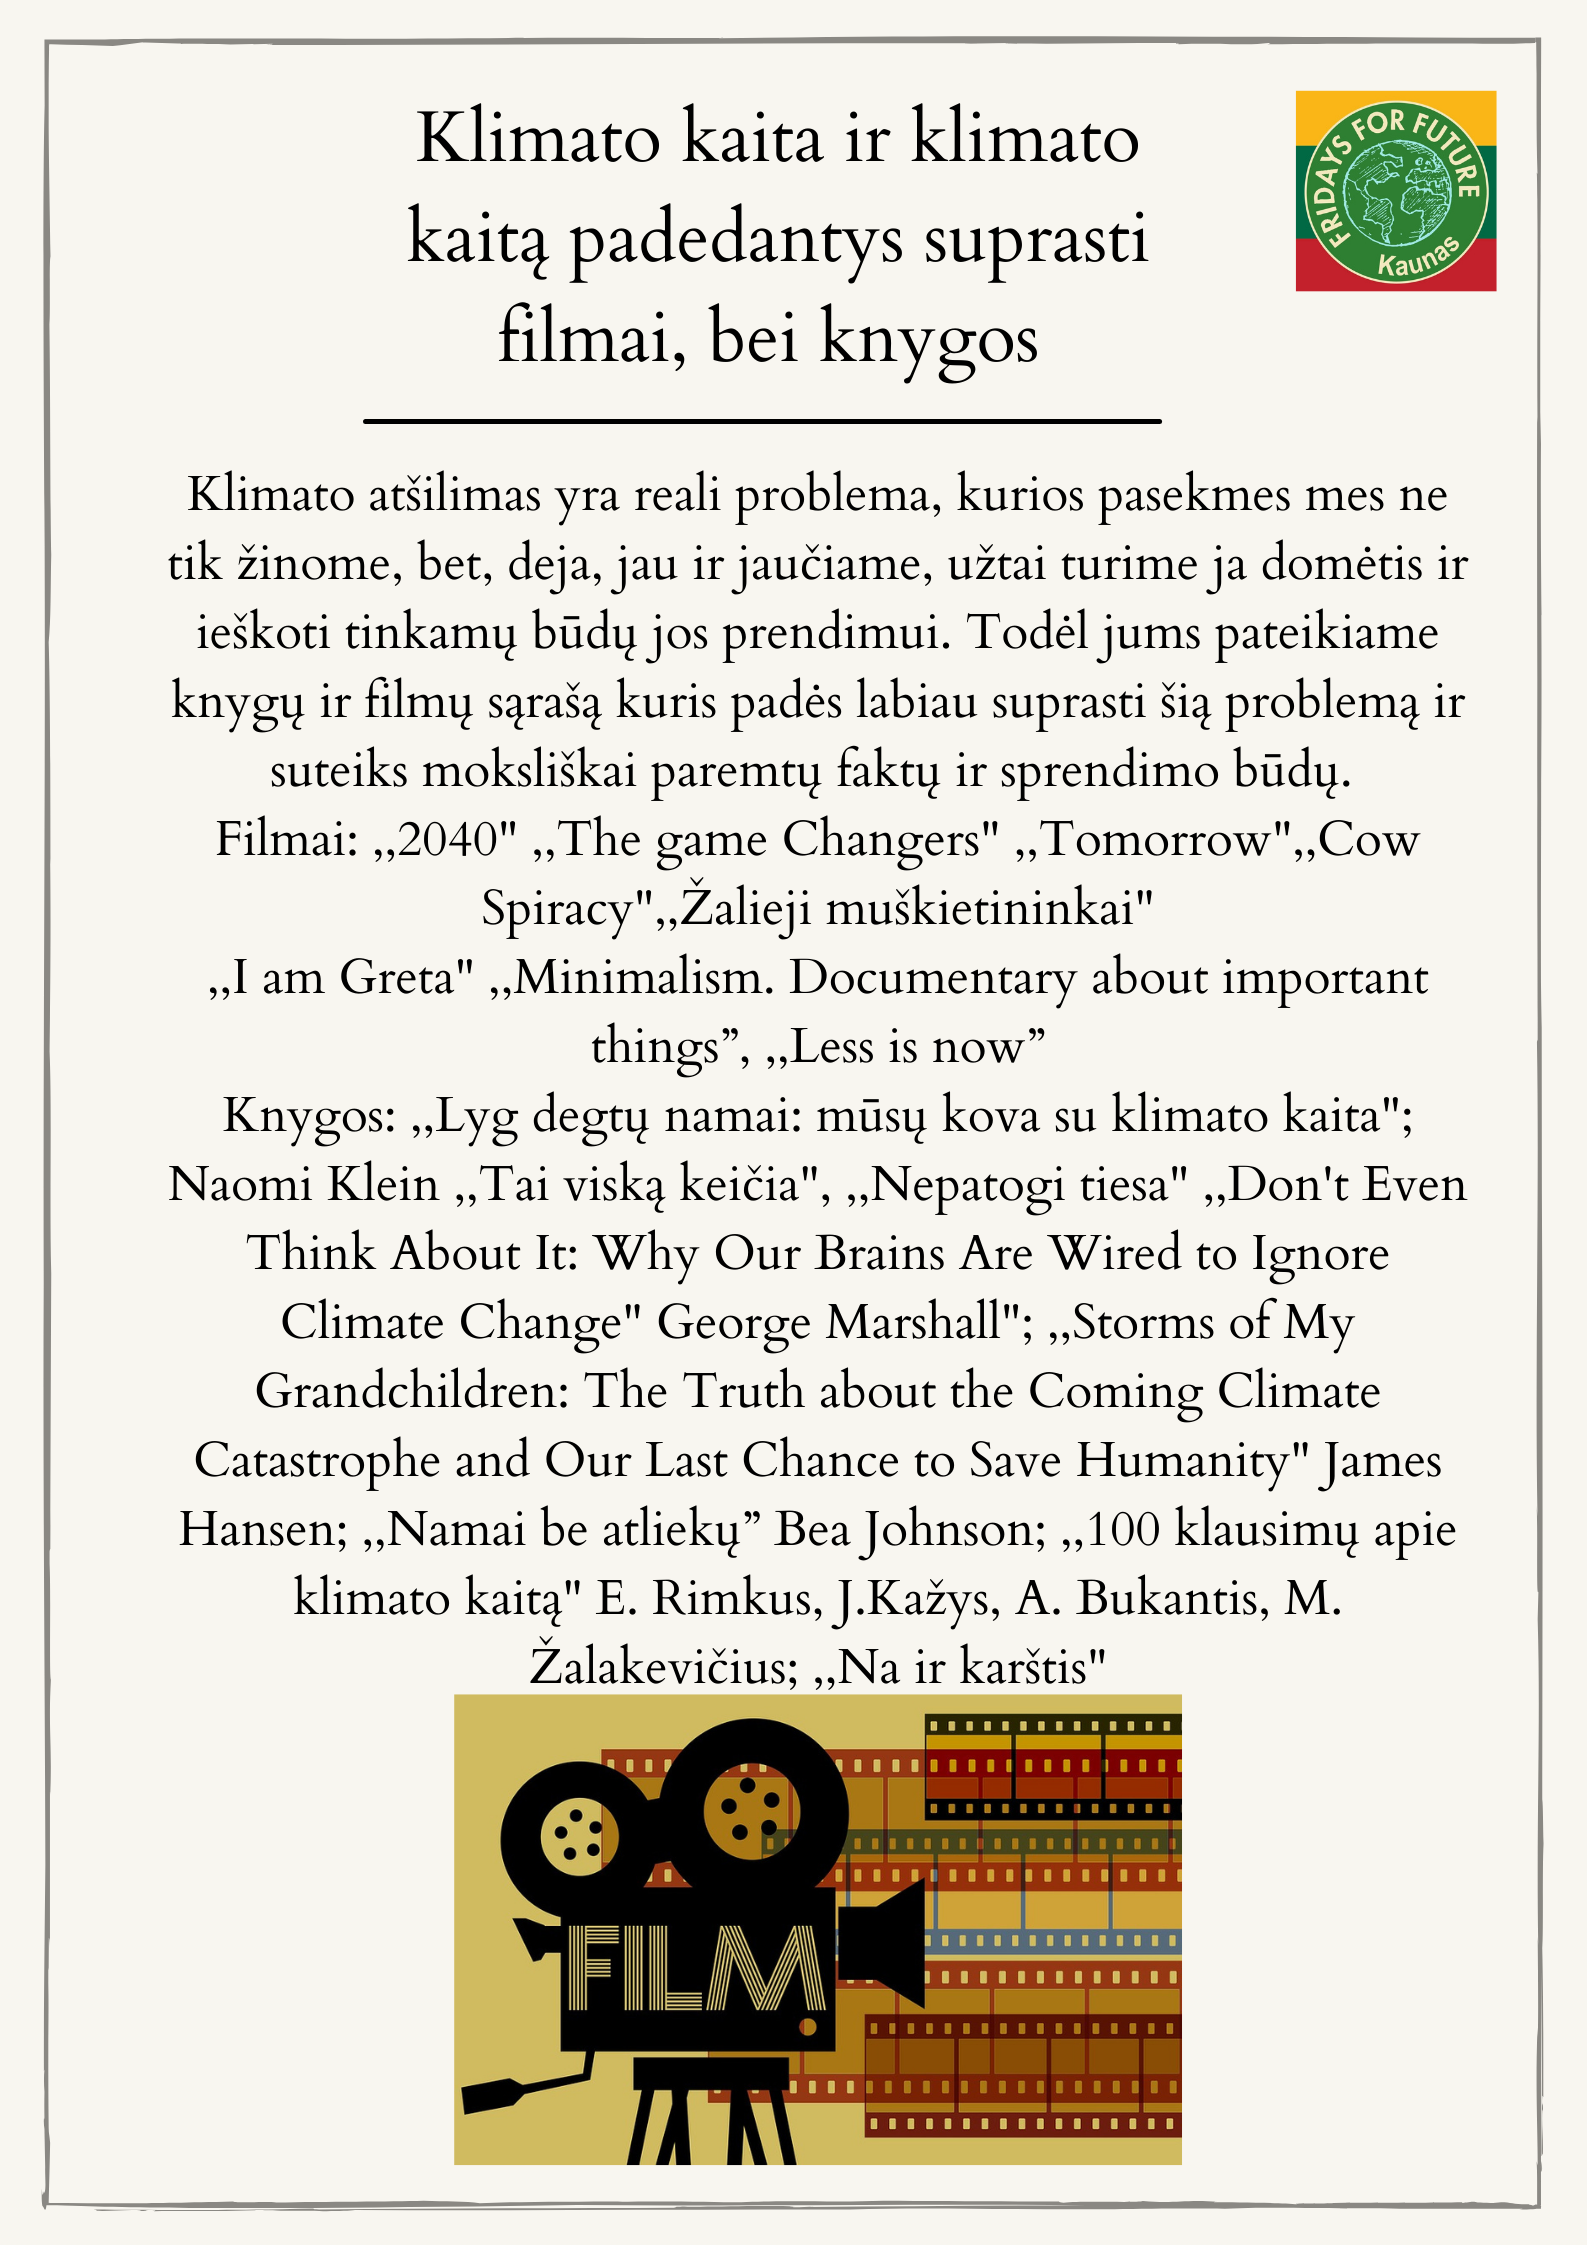 Klimato kaita ir klimato
kaitą padedantys suprasti
filmai, bei knygos
FRIDAYS FOR FUTURE
Kaunas
Klimato atšilimas yra reali problema, kurios pasekmes mes ne
tik žinome, bet, deja, jau ir jaučiame, užtai turime ja domėtis ir
ieškoti tinkamų būdų jos prendimui. Todėl jums pateikiame
knygų ir filmų sąrašą kuris padės labiau suprasti šią problemą ir
suteiks moksliškai paremtų faktų ir sprendimo būdų.
Filmai: ,,2040" ,,The game Changers" ,,Tomorrow",,Cow
Spiracy",,Žalieji muškietininkai"
,,I am Greta" ,,Minimalism. Documentary about important
things”, ,,Less is now”
Knygos: ,,Lyg degtų namai: mūsų kova su klimato kaita";
Naomi Klein ,,Tai viską keičia", ,,Nepatogi tiesa" ,,Don't Even
Think About It: Why Our Brains Are Wired to Ignore
Climate Change" George Marshall"; ,,Storms of My
Grandchildren: The Truth about the Coming Climate
Catastrophe and Our Last Chance to Save Humanity" James
Hansen; ,,Namai be atliekų” Bea Johnson; ,,100 klausimų apie
klimato kaitą" E. Rimkus, J.Kažys, A. Bukantis, M.
Žalakevičius; ,,Na ir karštis"
FILM